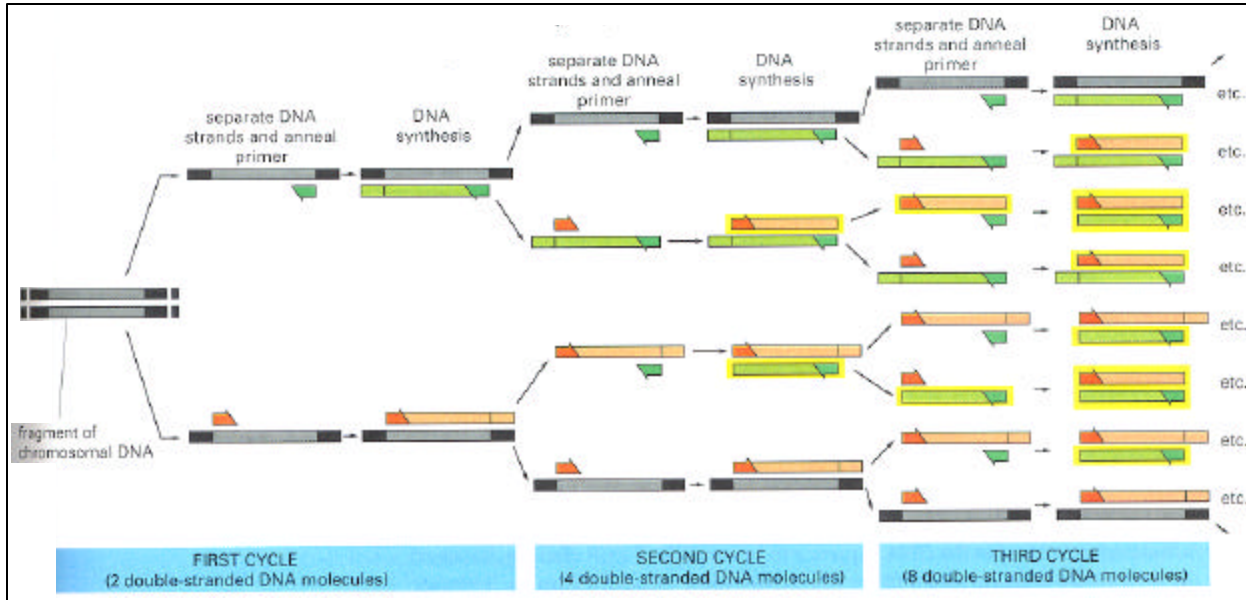 separate DNA
strands and anneal
primer
DNA
synthesis
separate DNA
strands and anneal
primer
DNA
synthesis
separate DNA
strands and anneal
primer
DNA
synthesis
etc.
etc.
etc.
etc.
etc.
etc.
etc.
etc.
fragment of
chromosomal DNA
FIRST CYCLE
(2 double-stranded DNA molecules)
SECOND CYCLE
(4 double-stranded DNA molecules)
THIRD CYCLE
(8 double-stranded DNA molecules)